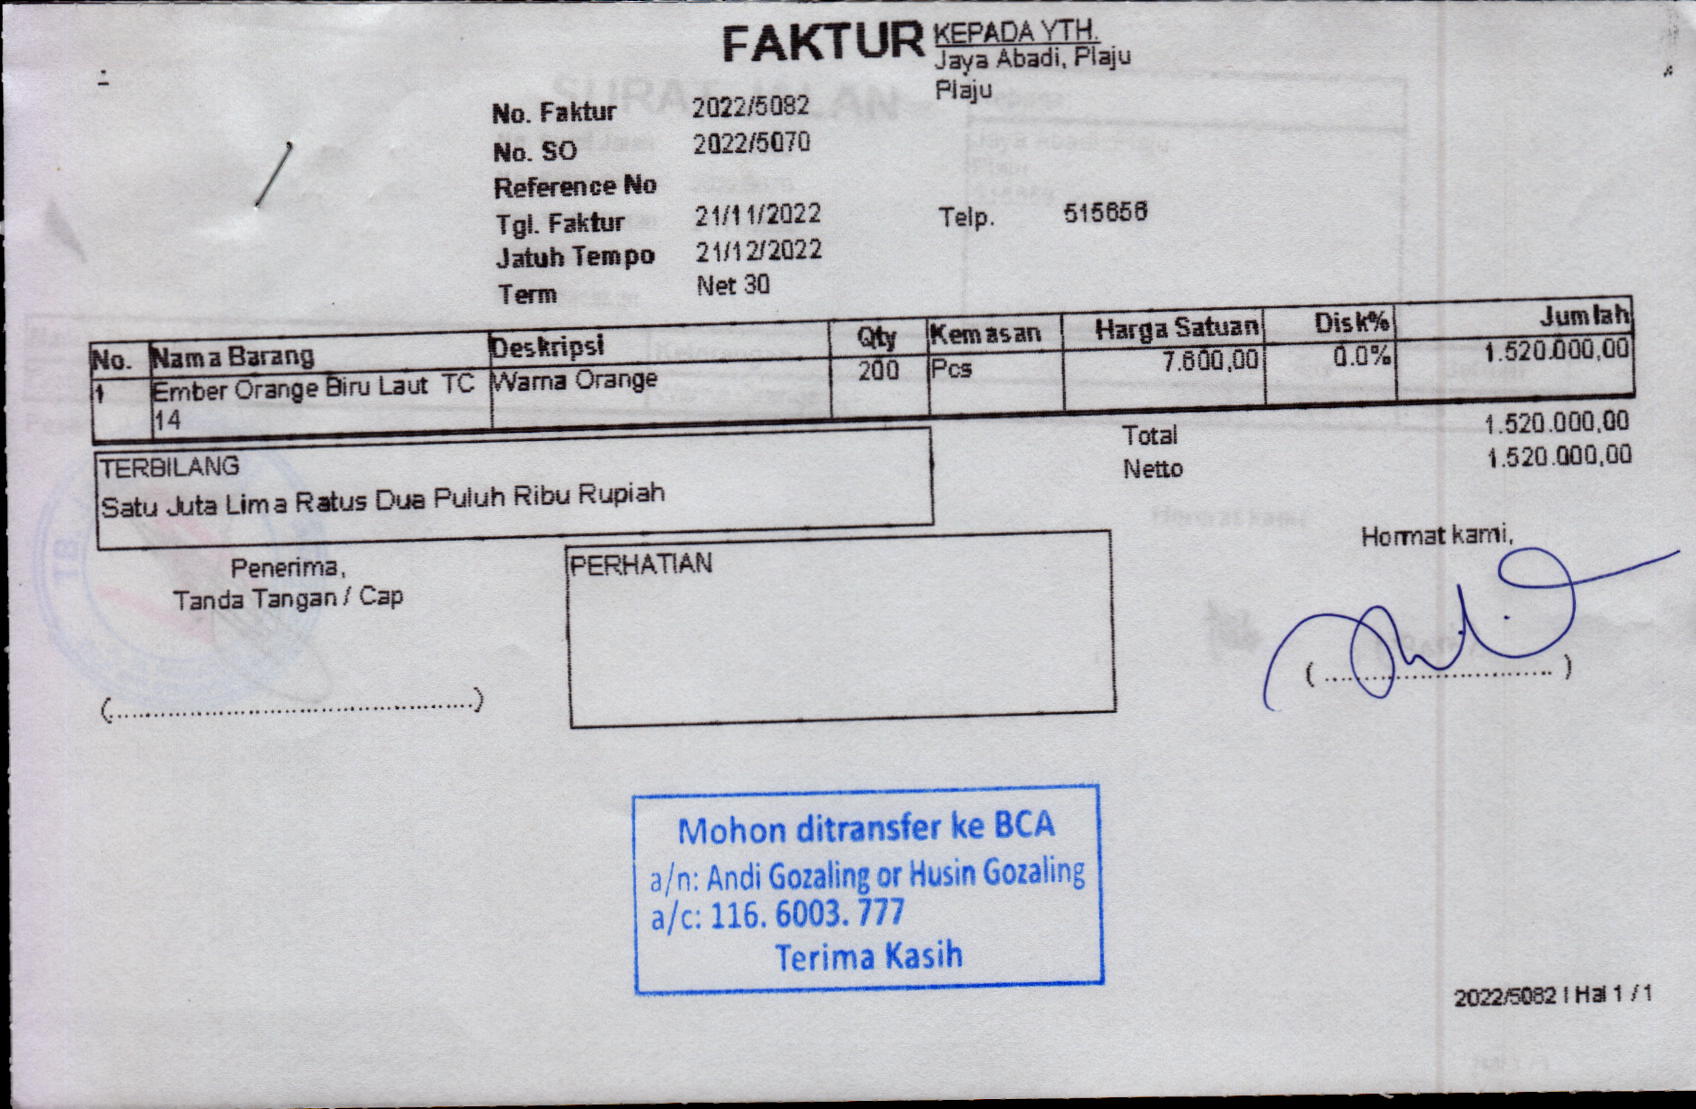 FAKTUR
KEPADA YTH.
Jaya Abadi, Plaju
Plaju
No. Faktur 2022/5082
No. SO 2022/5070
Reference No
Tgl. Faktur 21/11/2022
Telp. 515656
Jatuh Tempo 21/12/2022
Term Net 30
No. Nama Barang Deskripsi Qty Kemasan Harga Satuan Disk% Jumlah
1 Ember Orange Biru Laut TC Warna Orange 200 Pcs 7.600,00 0.0% 1.520.000,00
14
Total 1.520.000,00
Netto 1.520.000,00
TERBILANG
Satu Juta Lima Ratus Dua Puluh Ribu Rupiah
Penerima,
Tanda Tangan / Cap
(..................................................)
PERHATIAN
Hormat kami,
( ................................ )
Mohon ditransfer ke BCA
a/n: Andi Gozaling or Husin Gozaling
a/c: 116. 6003. 777
Terima Kasih
2022/5082 | Hal 1 / 1